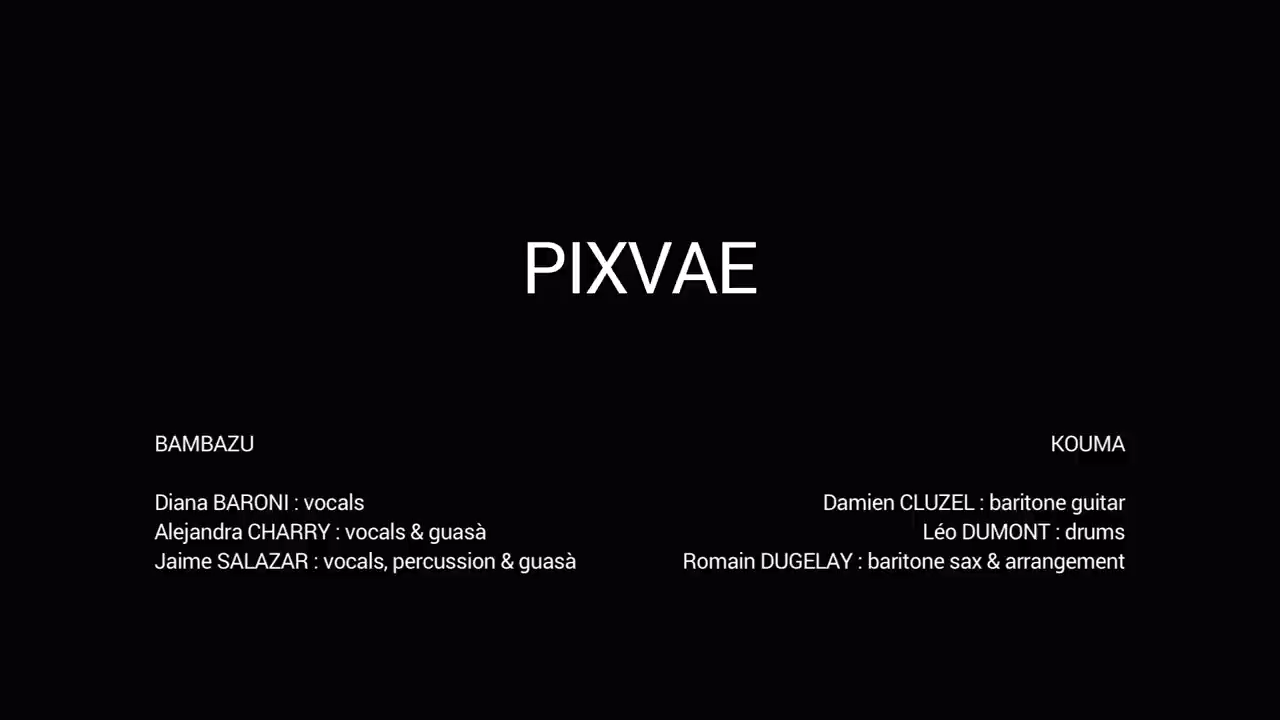 PIXVAE
BAMBAZU
Diana BARONI : vocals
Alejandra CHARRY : vocals & guasà
Jaime SALAZAR : vocals, percussion & guasà
KOUMA
Damien CLUZEL : baritone guitar
Léo DUMONT : drums
Romain DUGELAY : baritone sax & arrangement